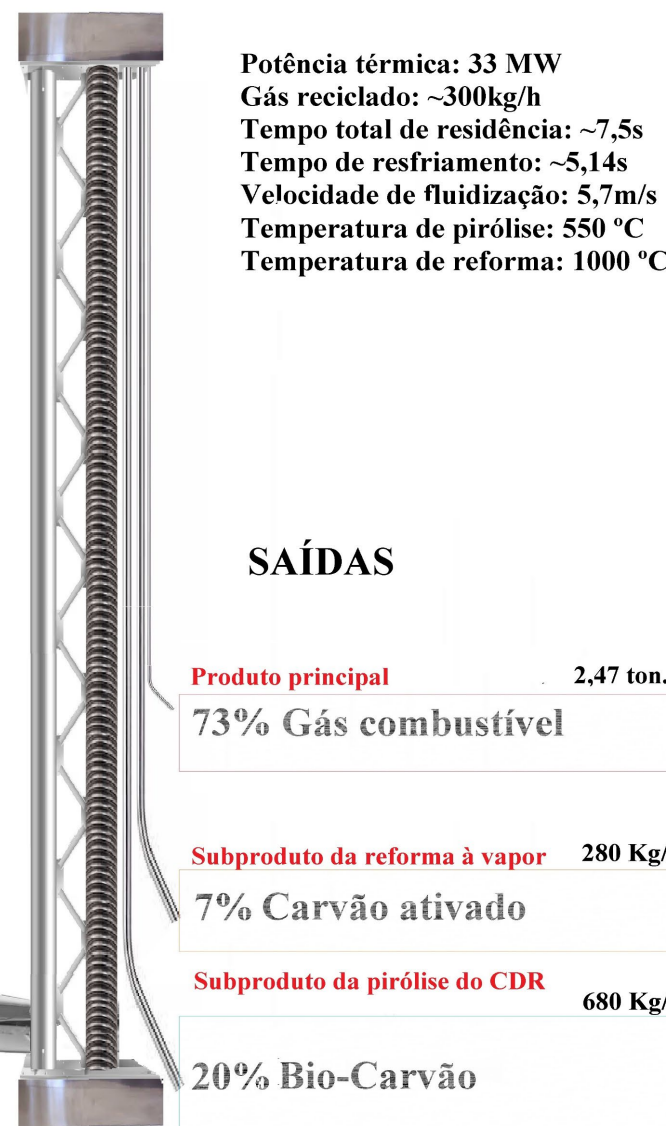 Potência térmica: 33 MW
Gás reciclado: ~300kg/h
Tempo total de residência: ~7,5s
Tempo de resfriamento: ~5,14s
Velocidade de fluidização: 5,7m/s
Temperatura de pirólise: 550 ºC
Temperatura de reforma: 1000 ºC
SAÍDAS
Produto principal 2,47 ton.
73% Gás combustível
Subproduto da reforma à vapor 280 Kg/
7% Carvão ativado
Subproduto da pirólise do CDR
680 Kg/
20% Bio-Carvão